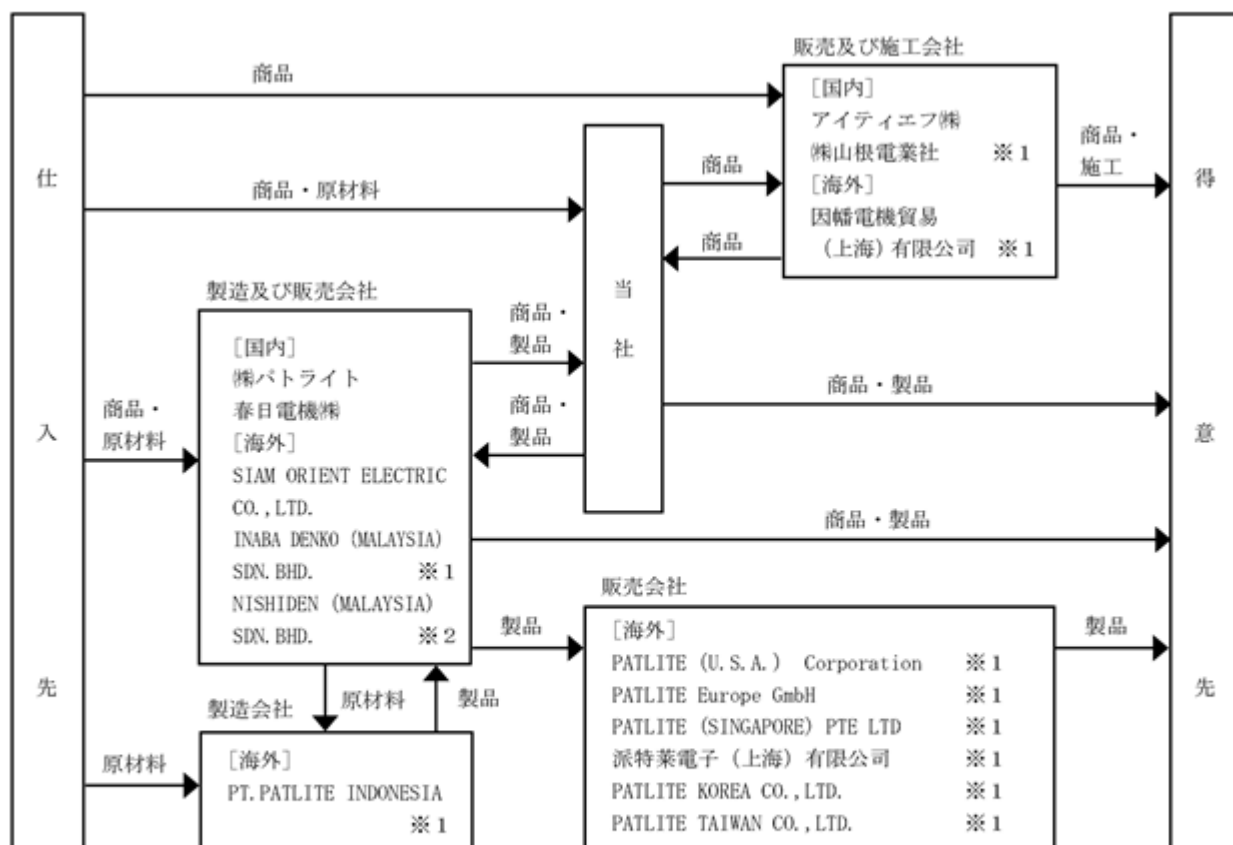 販売及び施工会社
商品
[国内]
アイティエフ㈱
㈱山根電業社 ※1
[海外]
因幡電機貿易
(上海)有限公司 ※1
商品・
施工
仕
入
先
得
意
先
商品・原材料
商品
商品
当
社
製造及び販売会社
[国内]
㈱パトライト
春日電機㈱
[海外]
SIAM ORIENT ELECTRIC
CO.,LTD.
INABA DENKO (MALAYSIA)
SDN.BHD. ※1
NISHIDEN (MALAYSIA)
SDN.BHD. ※2
商品・
製品
商品・
製品
商品・
原材料
商品・製品
商品・製品
販売会社
製品
[海外]
PATLITE (U.S.A.) Corporation ※1
PATLITE Europe GmbH ※1
PATLITE (SINGAPORE) PTE LTD ※1
派特莱電子(上海)有限公司 ※1
PATLITE KOREA CO.,LTD. ※1
PATLITE TAIWAN CO.,LTD. ※1
製品
原材料
製品
製造会社
原材料
[海外]
PT.PATLITE INDONESIA
※1